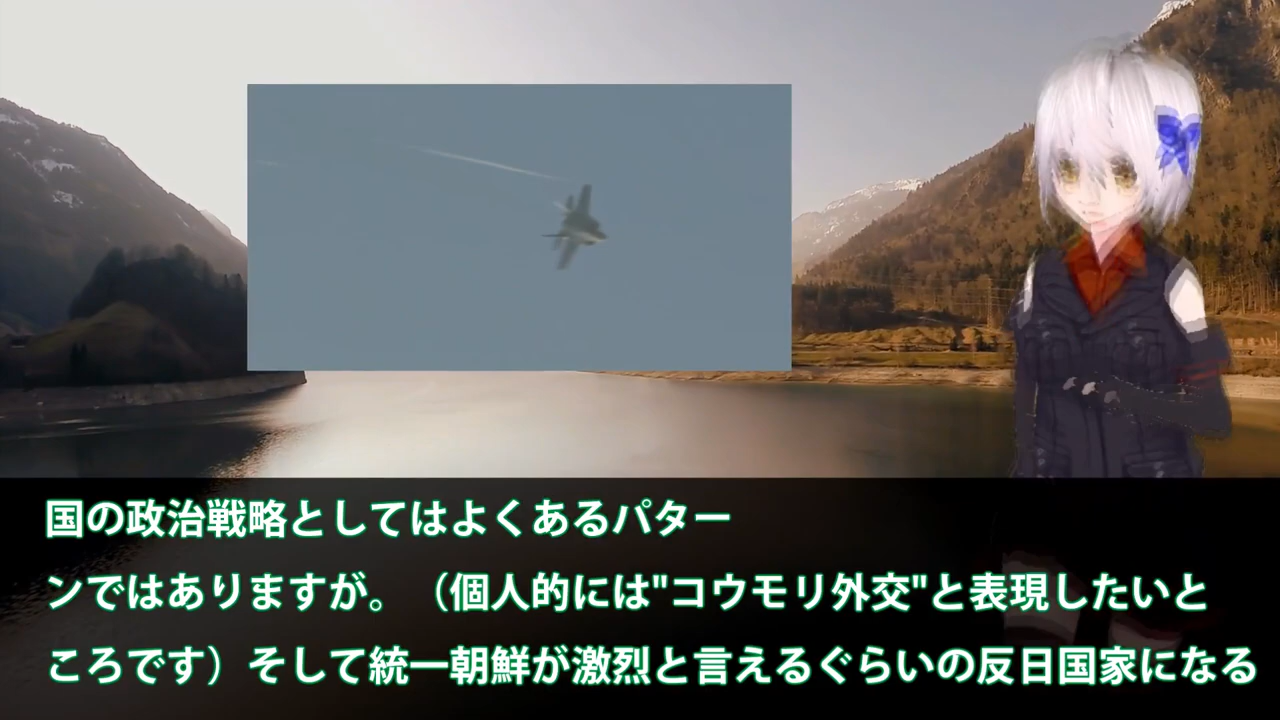 国の政治戦略としてはよくあるパター
ンではありますが。（個人的には"コウモリ外交"と表現したいと
ころです）そして統一朝鮮が激烈と言えるぐらいの反日国家になる